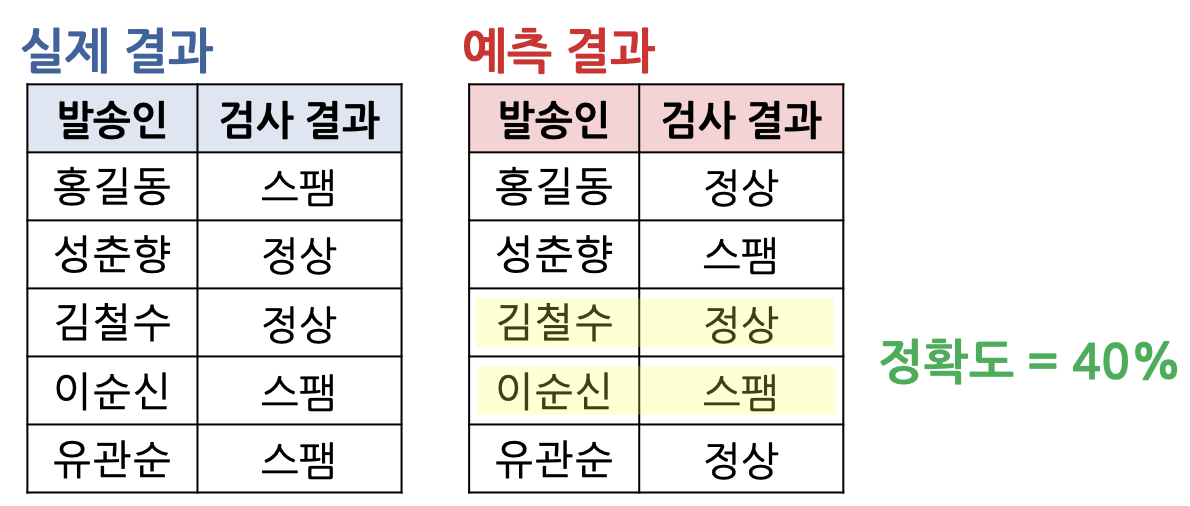 실제 결과
발송인 검사 결과
홍길동 스팸
성춘향 정상
김철수 정상
이순신 스팸
유관순 스팸
예측 결과
발송인 검사 결과
홍길동 정상
성춘향 스팸
김철수 정상
이순신 스팸
유관순 정상
정확도 = 40%